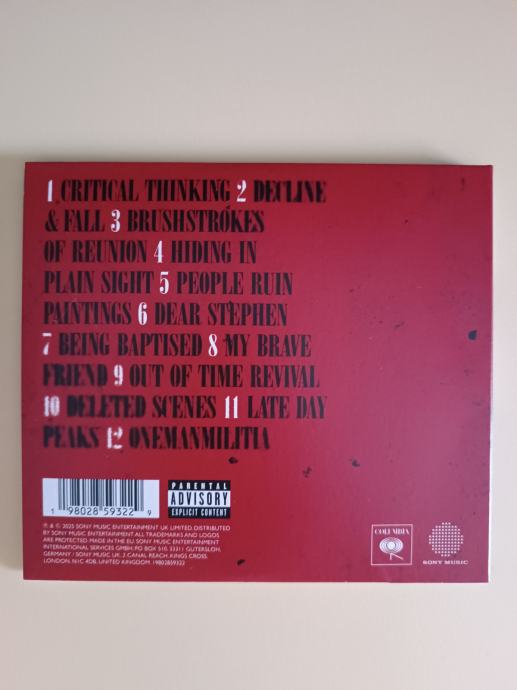 1 CRITICAL THINKING 2 DECLINE
& FALL 3 BRUSHSTROKES
OF REUNION 4 HIDING IN
PLAIN SIGHT 5 PEOPLE RUIN
PAINTINGS 6 DEAR STEPHEN
7 BEING BAPTISED 8 MY BRAVE
FRIEND 9 OUT OF TIME REVIVAL
10 DELETED SCENES 11 LATE DAY
PEAKS 12 ONEMANMILITIA
1 98028 59322 9
PARENTAL
ADVISORY
EXPLICIT CONTENT
℗ & © 2025 SONY MUSIC ENTERTAINMENT UK LIMITED. DISTRIBUTED
BY SONY MUSIC ENTERTAINMENT. ALL TRADEMARKS AND LOGOS
ARE PROTECTED. MADE IN THE EU. SONY MUSIC ENTERTAINMENT
INTERNATIONAL SERVICES GMBH, PO BOX 510, 33311 GUTERSLOH,
GERMANY / SONY MUSIC UK, 2 CANAL REACH, KINGS CROSS,
LONDON, N1C 4DB, UNITED KINGDOM. 19802859322
COLUMBIA
SONY MUSIC